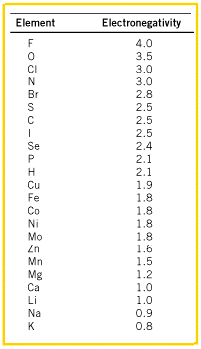 Element Electronegativity
F 4.0
O 3.5
Cl 3.0
N 3.0
Br 2.8
S 2.5
C 2.5
I 2.5
Se 2.4
P 2.1
H 2.1
Cu 1.9
Fe 1.8
Co 1.8
Ni 1.8
Mo 1.8
Zn 1.6
Mn 1.5
Mg 1.2
Ca 1.0
Li 1.0
Na 0.9
K 0.8